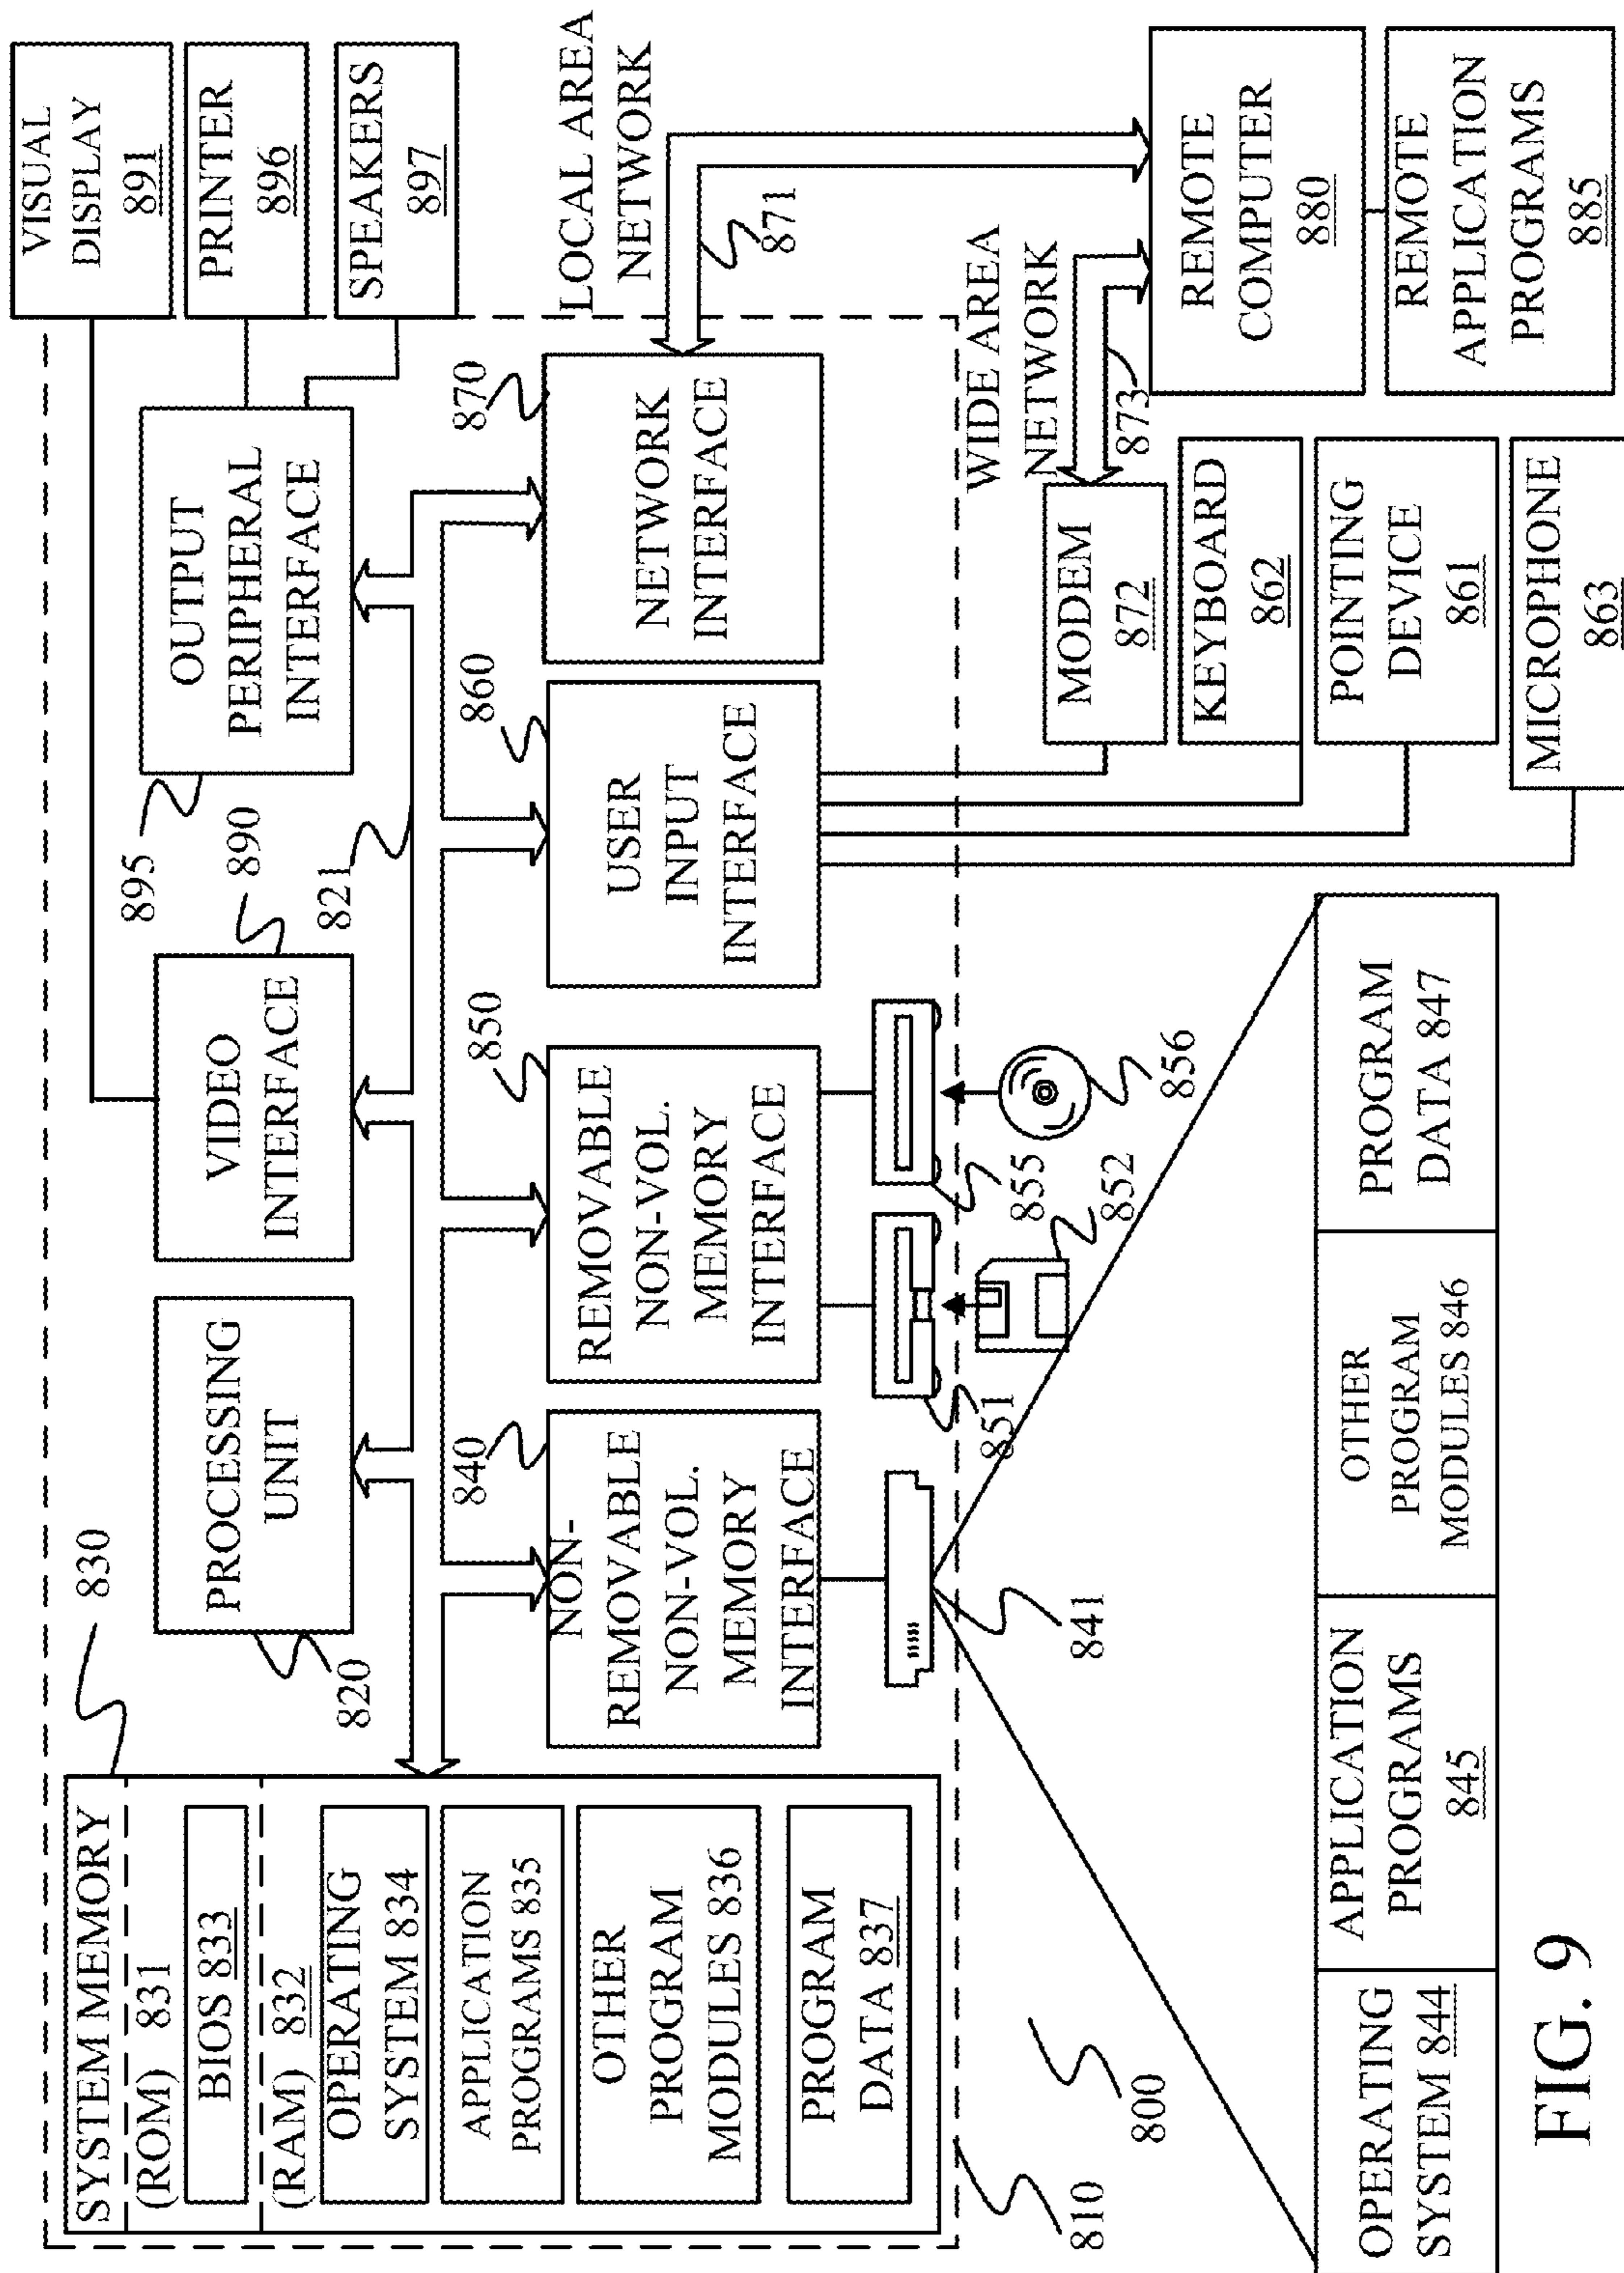 SYSTEM MEMORY
(ROM) 831
BIOS 833
(RAM) 832
OPERATING
SYSTEM 834
APPLICATION
PROGRAMS 835
OTHER
PROGRAM
MODULES 836
PROGRAM
DATA 837
830
PROCESSING
UNIT
820
VIDEO
INTERFACE
890
OUTPUT
PERIPHERAL
INTERFACE
895
821
VISUAL
DISPLAY
891
PRINTER
896
SPEAKERS
897
NON-
REMOVABLE
NON-VOL.
MEMORY
INTERFACE
840
REMOVABLE
NON-VOL.
MEMORY
INTERFACE
850
USER
INPUT
INTERFACE
860
NETWORK
INTERFACE
870
LOCAL AREA
NETWORK
871
841
851
852
855
856
WIDE AREA
NETWORK
873
MODEM
872
KEYBOARD
862
POINTING
DEVICE
861
MICROPHONE
863
REMOTE
COMPUTER
880
REMOTE
APPLICATION
PROGRAMS
885
810
800
OPERATING
SYSTEM 844
APPLICATION
PROGRAMS
845
OTHER
PROGRAM
MODULES 846
PROGRAM
DATA 847
FIG. 9